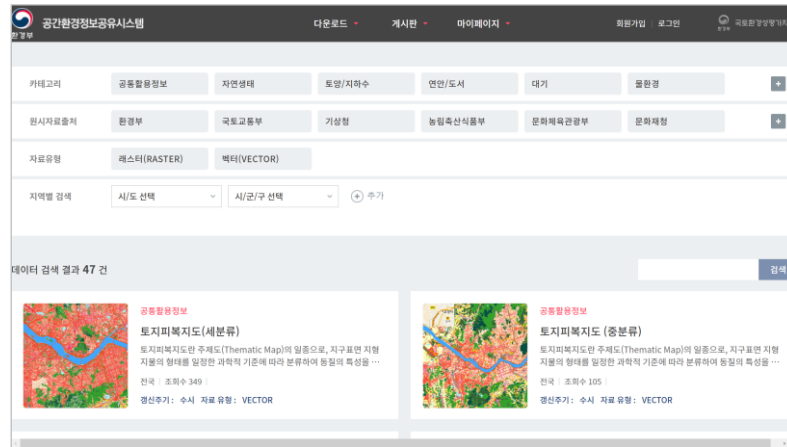 환경부
공간환경정보공유시스템
다운로드 게시판 마이페이지
회원가입 로그인
환경부 국토환경성평가지
카테고리 공통활용정보 자연생태 토양/지하수 연안/도서 대기 물환경 +
원시자료출처 환경부 국토교통부 기상청 농림축산식품부 문화체육관광부 문화재청 +
자료유형 래스터(RASTER) 벡터(VECTOR)
지역별 검색 시/도 선택 시/군/구 선택 + 추가
데이터 검색 결과 47 건
검색
공통활용정보
토지피복지도(세분류)
토지피복지도란 주제도(Thematic Map)의 일종으로, 지구표면 지형
지물의 형태를 일정한 과학적 기준에 따라 분류하여 동질의 특성을 …
전국 조회수 349
갱신주기 : 수시 자료 유형 : VECTOR
공통활용정보
토지피복지도 (중분류)
토지피복지도란 주제도(Thematic Map)의 일종으로, 지구표면 지형
지물의 형태를 일정한 과학적 기준에 따라 분류하여 동질의 특성을 …
전국 조회수 105
갱신주기 : 수시 자료 유형 : VECTOR